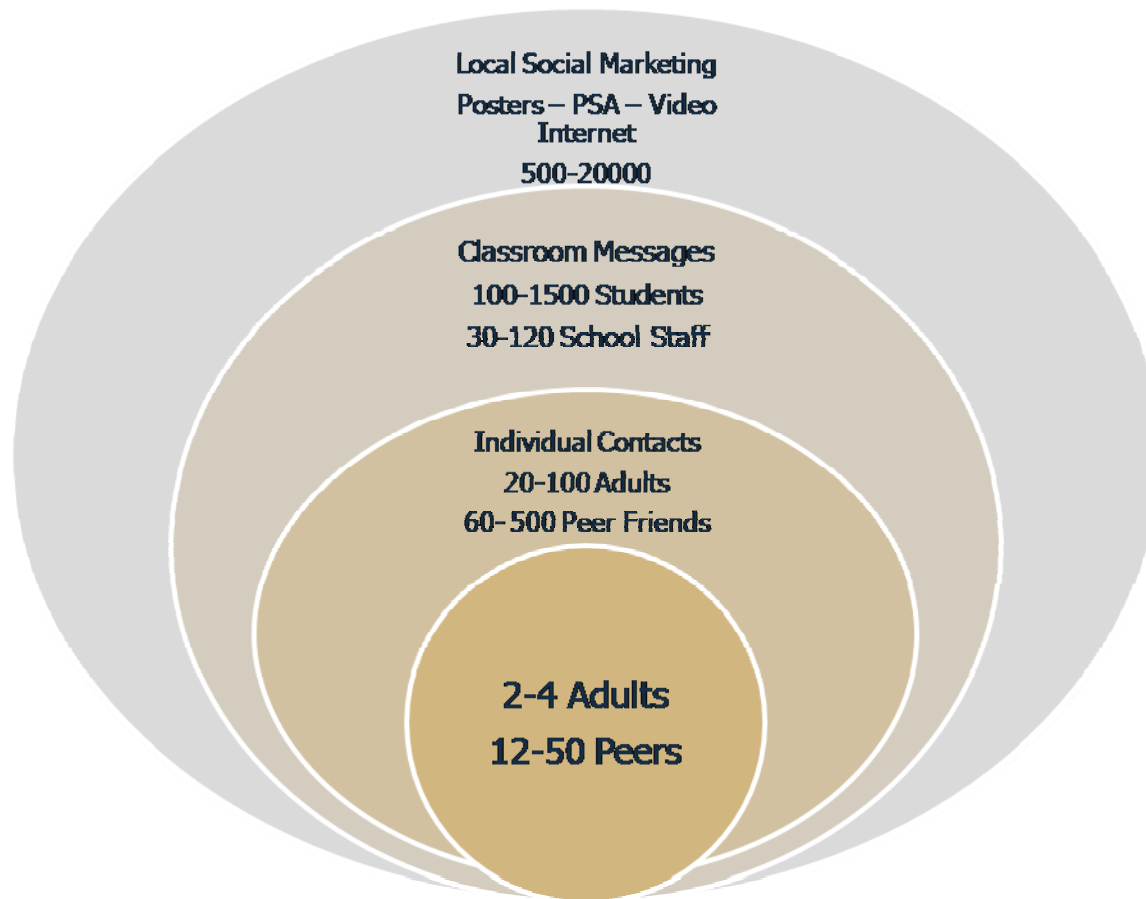 Local Social Marketing
Posters – PSA – Video
Internet
500-20000
Classroom Messages
100-1500 Students
30-120 School Staff
Individual Contacts
20-100 Adults
60- 500 Peer Friends
2-4 Adults
12-50 Peers